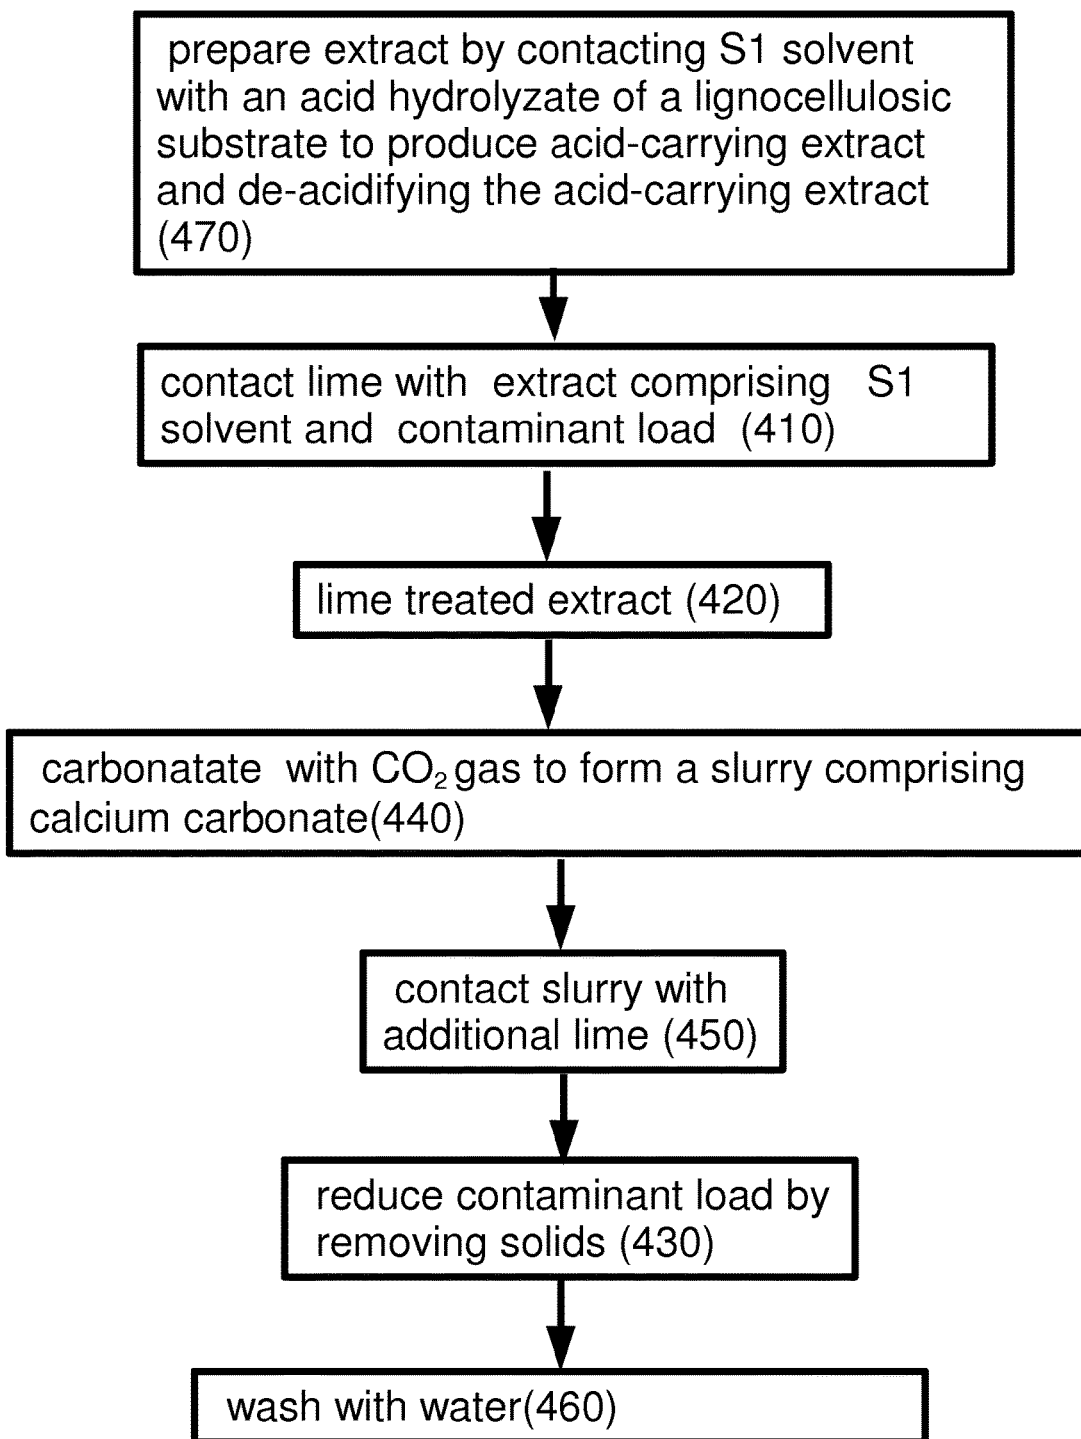 prepare extract by contacting S1 solvent
with an acid hydrolyzate of a lignocellulosic
substrate to produce acid-carrying extract
and de-acidifying the acid-carrying extract
(470)
contact lime with extract comprising S1
solvent and contaminant load (410)
lime treated extract (420)
carbonatate with CO₂ gas to form a slurry comprising
calcium carbonate(440)
contact slurry with
additional lime (450)
reduce contaminant load by
removing solids (430)
wash with water(460)